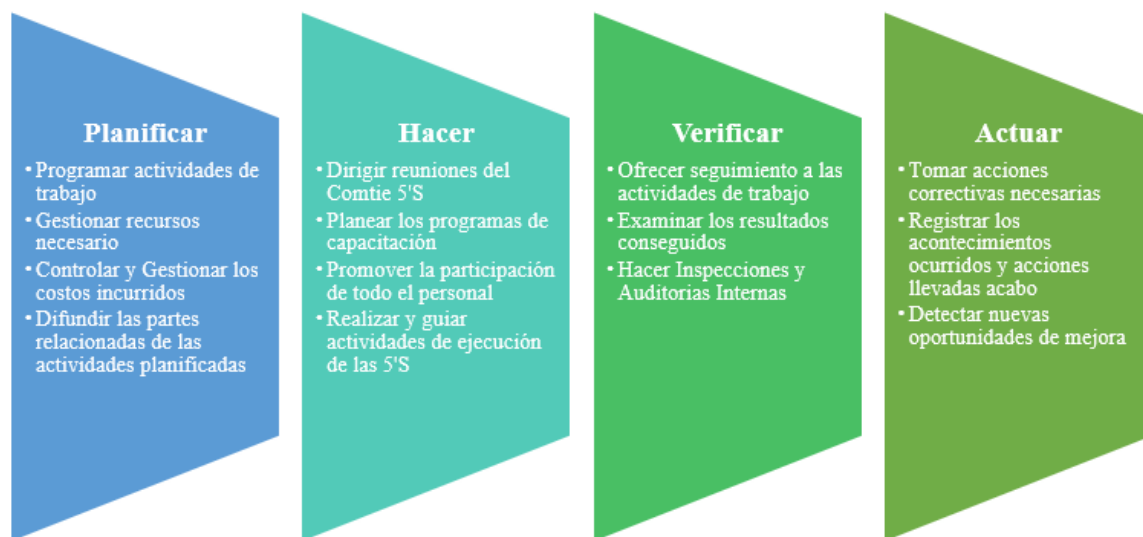 Planificar
• Programar actividades de
trabajo
• Gestionar recursos
necesario
• Controlar y Gestionar los
costos incurridos
• Difundir las partes
relacionadas de las
actividades planificadas
Hacer
• Dirigir reuniones del
Comtie 5'S
• Planear los programas de
capacitación
• Promover la participación
de todo el personal
• Realizar y guiar
actividades de ejecución
de las 5'S
Verificar
• Ofrecer seguimiento a las
actividades de trabajo
• Examinar los resultados
conseguidos
• Hacer Inspecciones y
Auditorias Internas
Actuar
• Tomar acciones
correctivas necesarias
• Registrar los
acontecimientos
ocurridos y acciones
llevadas acabo
• Detectar nuevas
oportunidades de mejora